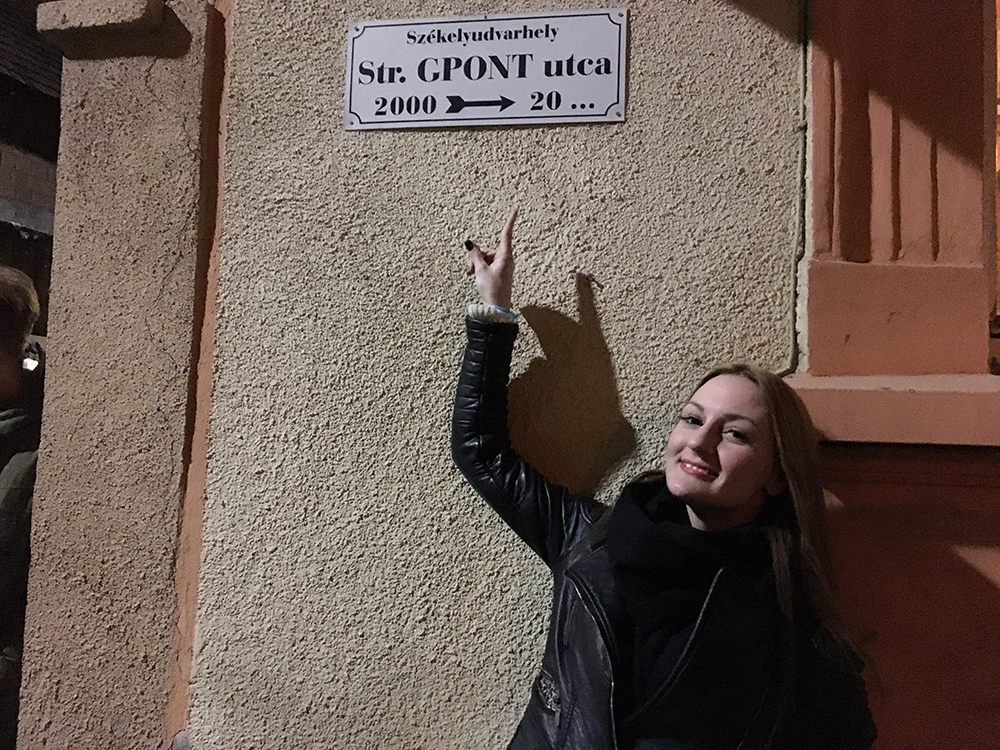 Székelyudvarhely
Str. GPONT utca
2000 ➳ 20 ...